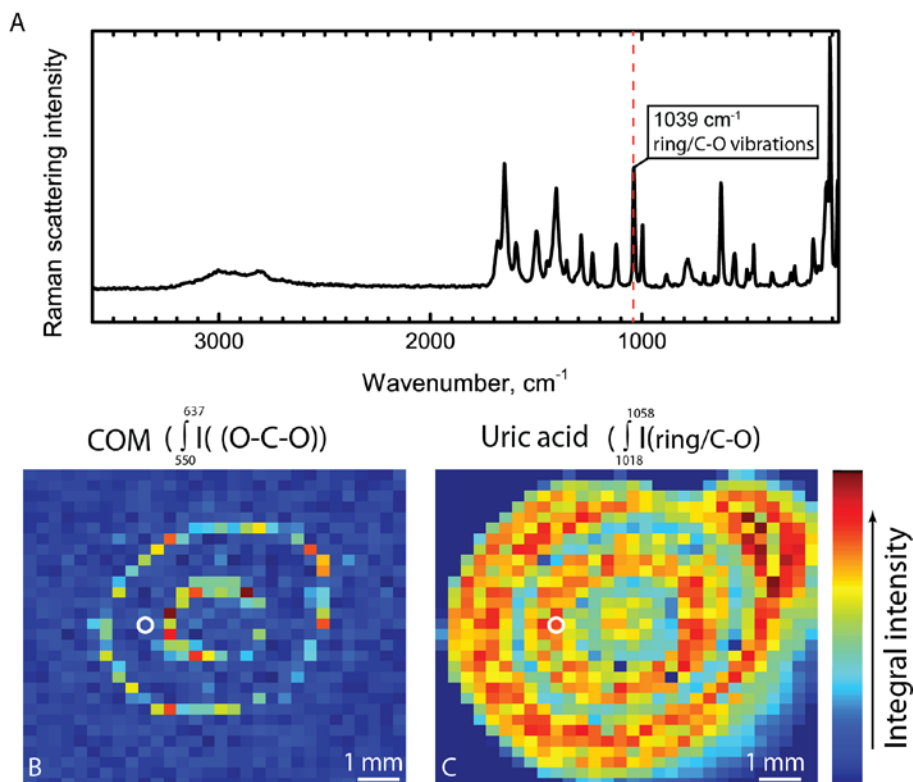 A
Raman scattering intensity
1039 cm⁻¹
ring/C-O vibrations
3000
2000
1000
Wavenumber, cm⁻¹
637
COM (∫ I( (O-C-O))
550
1058
Uric acid (∫ I(ring/C-O)
1018
B
1 mm
C
1 mm
Integral intensity